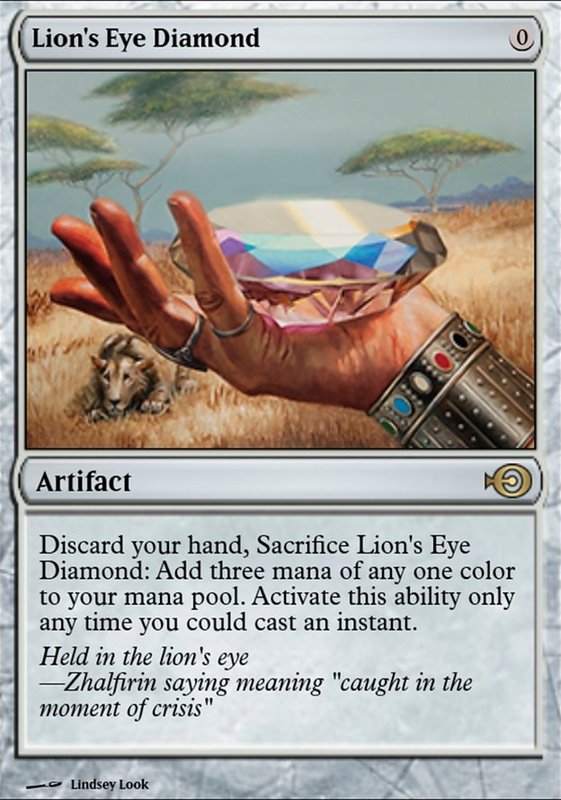 Lion's Eye Diamond 0
Artifact
Discard your hand, Sacrifice Lion's Eye
Diamond: Add three mana of any one color
to your mana pool. Activate this ability only
any time you could cast an instant.
Held in the lion's eye
—Zhalfirin saying meaning "caught in the
moment of crisis"
Lindsey Look